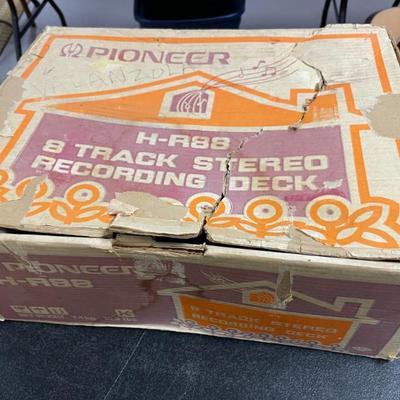 PIONEER
H-R88
8 TRACK STEREO
RECORDING DECK
PIONEER
H-R88
8 TRACK STEREO
RECORDING DECK